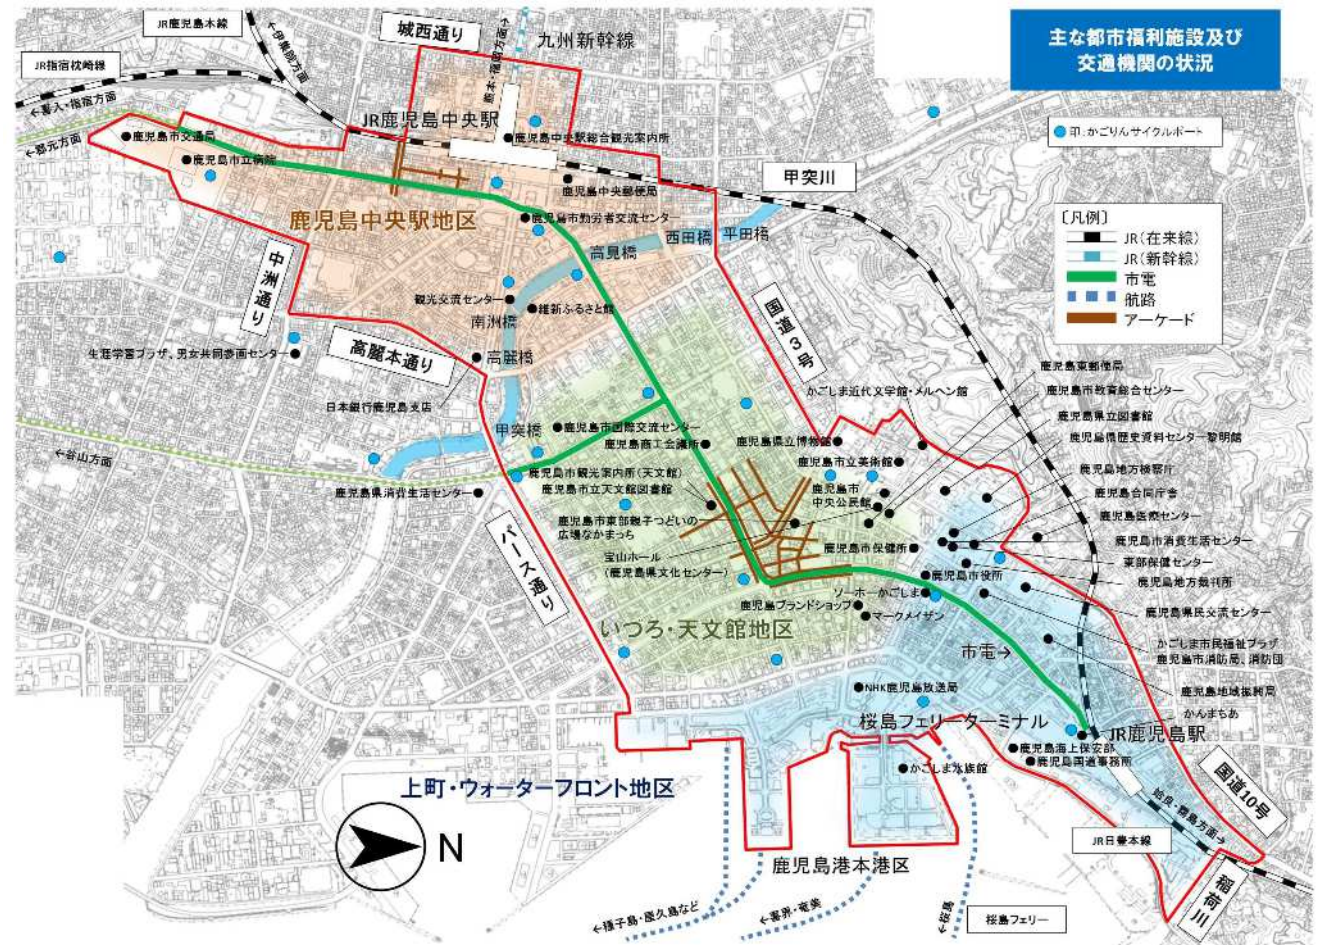 主な都市福利施設及び
交通機関の状況
JR鹿児島本線
城西通り
九州新幹線
熊本・福岡方面→
←伊集院方面
JR指宿枕崎線
←喜入・指宿方面
JR鹿児島中央駅
鹿児島中央駅総合観光案内所
印：かごりんサイクルポート
←郡元方面
鹿児島市交通局
鹿児島市立病院
鹿児島中央郵便局
甲突川
〔凡例〕
JR(在来線)
JR(新幹線)
市電
航路
アーケード
鹿児島中央駅地区
鹿児島市勤労者交流センター
高見橋
西田橋
平田橋
中洲通り
観光交流センター
維新ふるさと館
南洲橋
国道3号
高麗本通り
高麗橋
生涯学習プラザ、男女共同参画センター
日本銀行鹿児島支店
かごしま近代文学館・メルヘン館
鹿児島東郵便局
鹿児島市教育総合センター
鹿児島県立図書館
鹿児島県歴史資料センター黎明館
甲突橋
鹿児島市国際交流センター
鹿児島商工会議所
鹿児島県立博物館
鹿児島市立美術館
←谷山方面
鹿児島市観光案内所(天文館)
鹿児島市立天文館図書館
鹿児島県消費生活センター
鹿児島市
中央公民館
鹿児島地方検察庁
鹿児島合同庁舎
鹿児島医療センター
鹿児島市東部親子つどいの
広場なかまっち
鹿児島市消費生活センター
東部保健センター
鹿児島地方裁判所
パース通り
宝山ホール
(鹿児島県文化センター)
鹿児島市保健所
鹿児島市役所
ソーホーかごしま
鹿児島ブランドショップ
マークメイザン
鹿児島県民交流センター
いづろ・天文館地区
市電→
かごしま市民福祉プラザ
鹿児島市消防局、消防団
鹿児島地域振興局
NHK鹿児島放送局
かんまちあ
桜島フェリーターミナル
JR鹿児島駅
鹿児島海上保安部
鹿児島国道事務所
かごしま水族館
上町・ウォーターフロント地区
国道10号
姶良・霧島方面→
JR日豊本線
N
鹿児島港本港区
稲荷川
←種子島・屋久島など
←喜界・奄美
←桜島
桜島フェリー